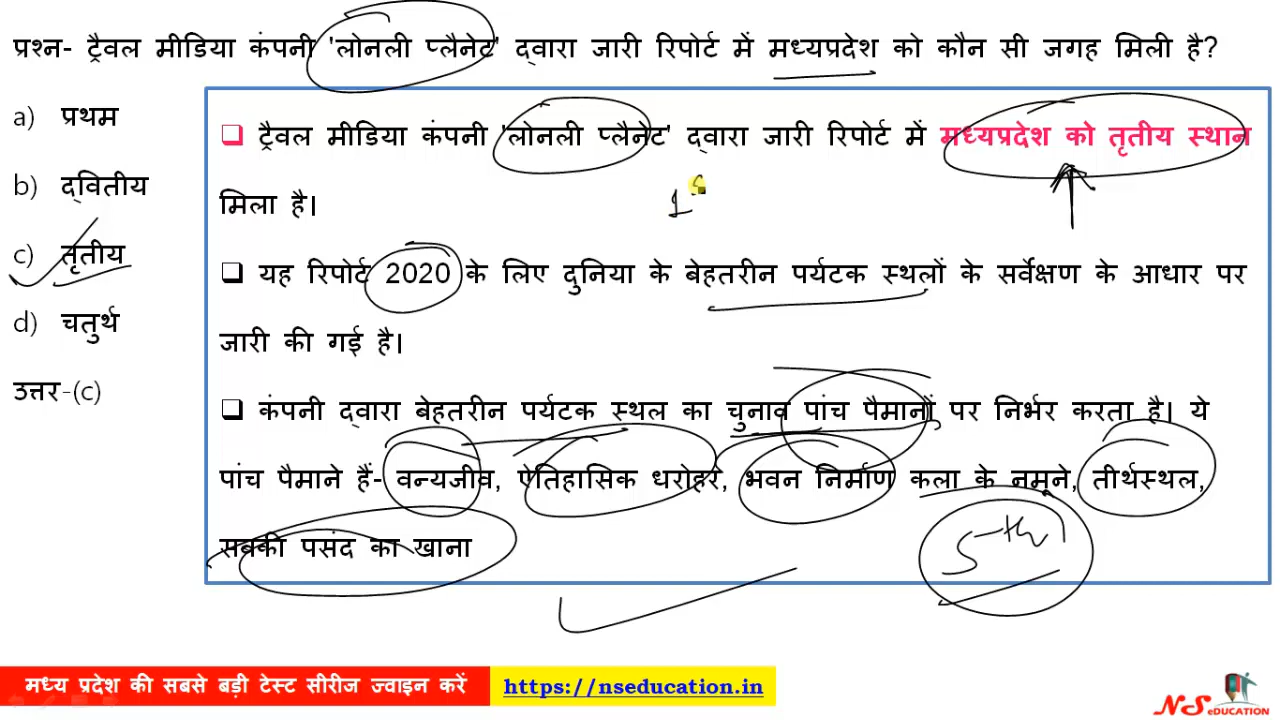 प्रश्न- ट्रैवल मीडिया कंपनी 'लोनली प्लैनेट' द्वारा जारी रिपोर्ट में मध्यप्रदेश को कौन सी जगह मिली है?
a) प्रथम
b) द्वितीय
c) तृतीय
d) चतुर्थ
उत्तर-(c)
❑ ट्रैवल मीडिया कंपनी 'लोनली प्लैनेट' द्वारा जारी रिपोर्ट में मध्यप्रदेश को तृतीय स्थान
मिला है।
1s
❑ यह रिपोर्ट 2020 के लिए दुनिया के बेहतरीन पर्यटक स्थलों के सर्वेक्षण के आधार पर
जारी की गई है।
❑ कंपनी द्वारा बेहतरीन पर्यटक स्थल का चुनाव पांच पैमानों पर निर्भर करता है। ये
पांच पैमाने हैं- वन्यजीव, ऐतिहासिक धरोहरें, भवन निर्माण कला के नमूने, तीर्थस्थल,
सबकी पसंद का खाना
5th
मध्य प्रदेश की सबसे बड़ी टेस्ट सीरीज ज्वाइन करें https://nseducation.in
NS eDUCATION